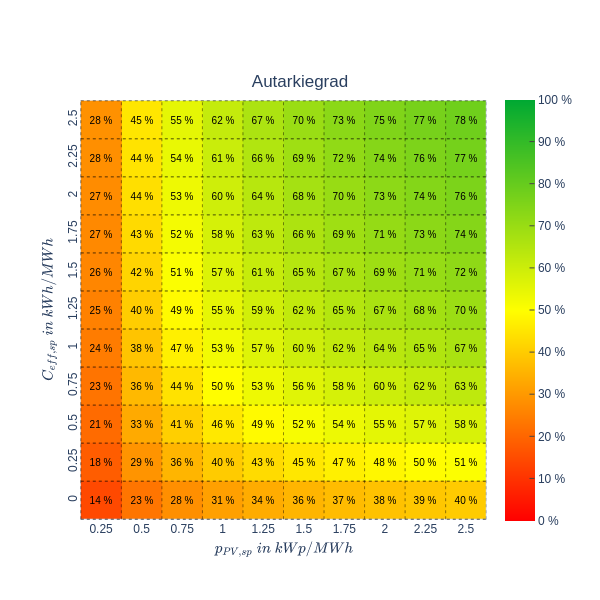 Autarkiegrad
2.5 28 % 45 % 55 % 62 % 67 % 70 % 73 % 75 % 77 % 78 %
2.25 28 % 44 % 54 % 61 % 66 % 69 % 72 % 74 % 76 % 77 %
2 27 % 44 % 53 % 60 % 64 % 68 % 70 % 73 % 74 % 76 %
1.75 27 % 43 % 52 % 58 % 63 % 66 % 69 % 71 % 73 % 74 %
1.5 26 % 42 % 51 % 57 % 61 % 65 % 67 % 69 % 71 % 72 %
1.25 25 % 40 % 49 % 55 % 59 % 62 % 65 % 67 % 68 % 70 %
1 24 % 38 % 47 % 53 % 57 % 60 % 62 % 64 % 65 % 67 %
0.75 23 % 36 % 44 % 50 % 53 % 56 % 58 % 60 % 62 % 63 %
0.5 21 % 33 % 41 % 46 % 49 % 52 % 54 % 55 % 57 % 58 %
0.25 18 % 29 % 36 % 40 % 43 % 45 % 47 % 48 % 50 % 51 %
0 14 % 23 % 28 % 31 % 34 % 36 % 37 % 38 % 39 % 40 %
0.25 0.5 0.75 1 1.25 1.5 1.75 2 2.25 2.5
p_PV,sp in kWp/MWh
C_eff,sp in kWh/MWh
100 %
90 %
80 %
70 %
60 %
50 %
40 %
30 %
20 %
10 %
0 %